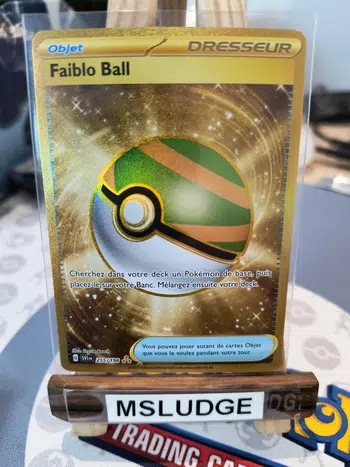 Objet
DRESSEUR
Faiblo Ball
Cherchez dans votre deck un Pokémon de base, puis
placez-le sur votre Banc. Mélangez ensuite votre deck.
Vous pouvez jouer autant de cartes Objet
que vous le voulez pendant votre tour.
255/198
MSLUDGE
TRADING CARD